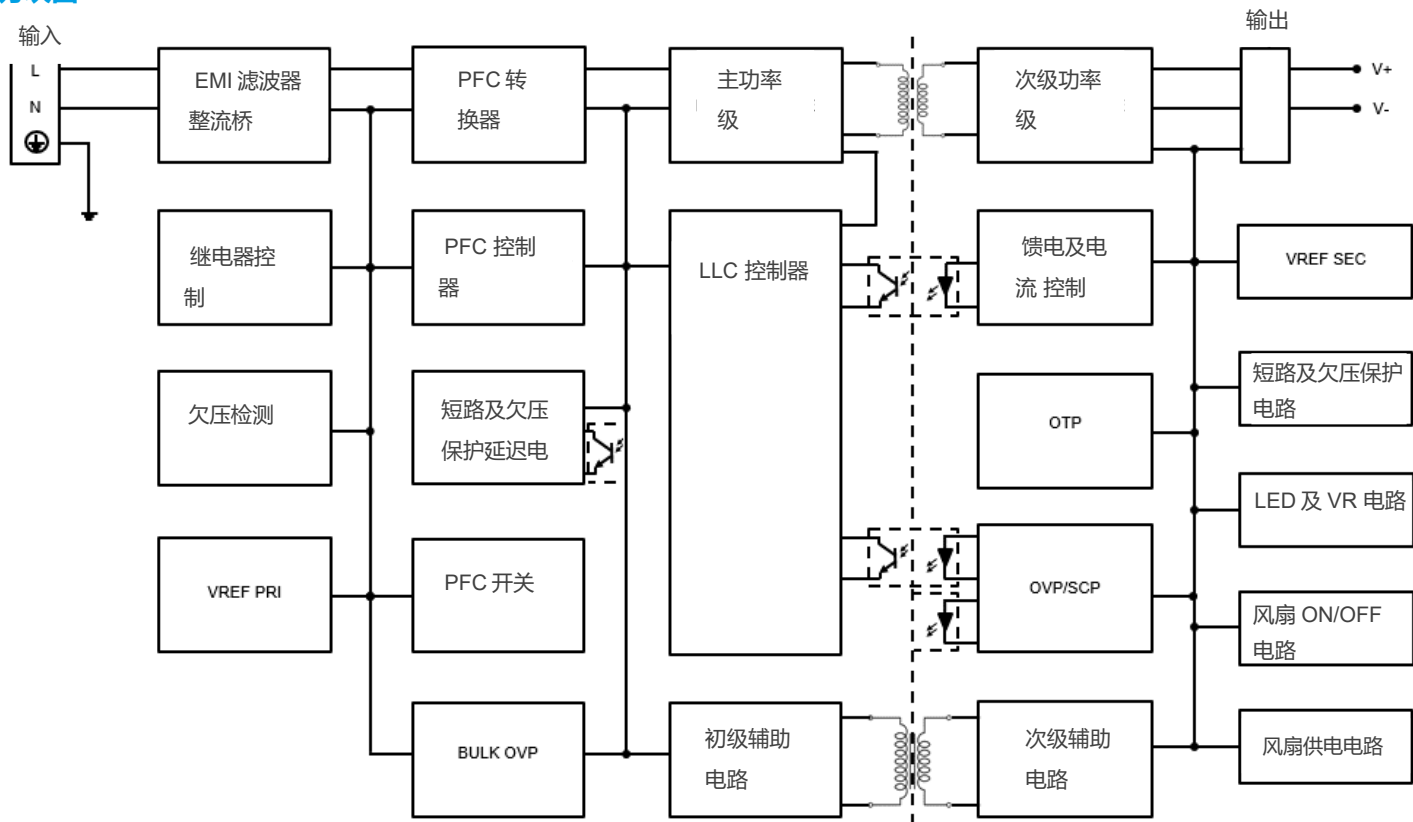 输入
输出
L
N
EMI 滤波器
整流桥
PFC 转
换器
主功率
级
次级功率
级
V+
V-
继电器控
制
PFC 控制
器
LLC 控制器
馈电及电
流 控制
VREF SEC
欠压检测
短路及欠压
保护延迟电
OTP
短路及欠压保护
电路
LED 及 VR 电路
VREF PRI
PFC 开关
OVP/SCP
风扇 ON/OFF
电路
BULK OVP
初级辅助
电路
次级辅助
电路
风扇供电电路